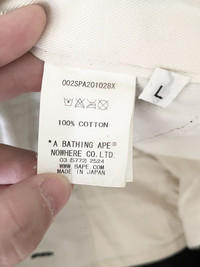 002SPA201028X
L
100% COTTON
"A BATHING APE®
NOWHERE CO. LTD.
03 (5772) 2524
WWW.BAPE.COM
MADE IN JAPAN